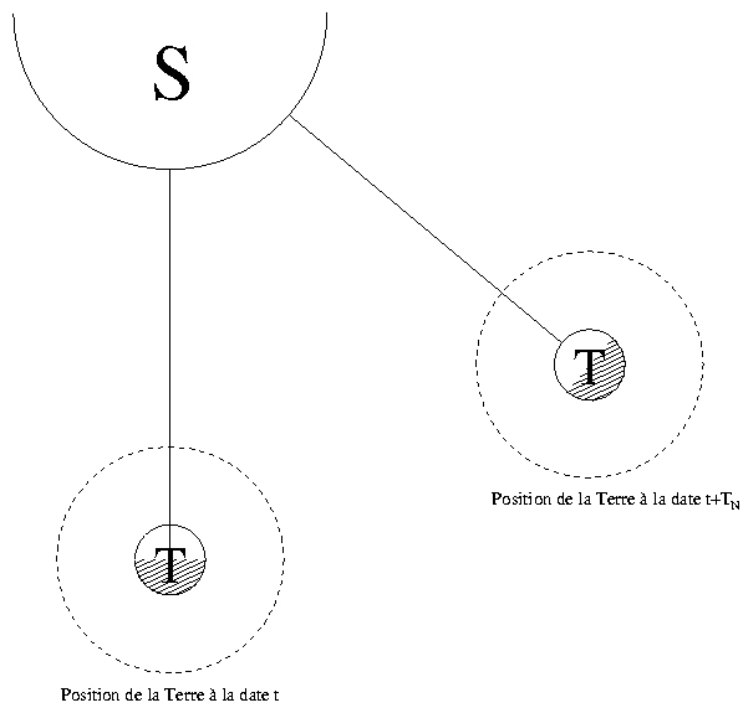 S
T
Position de la Terre à la date t+T_N
T
Position de la Terre à la date t